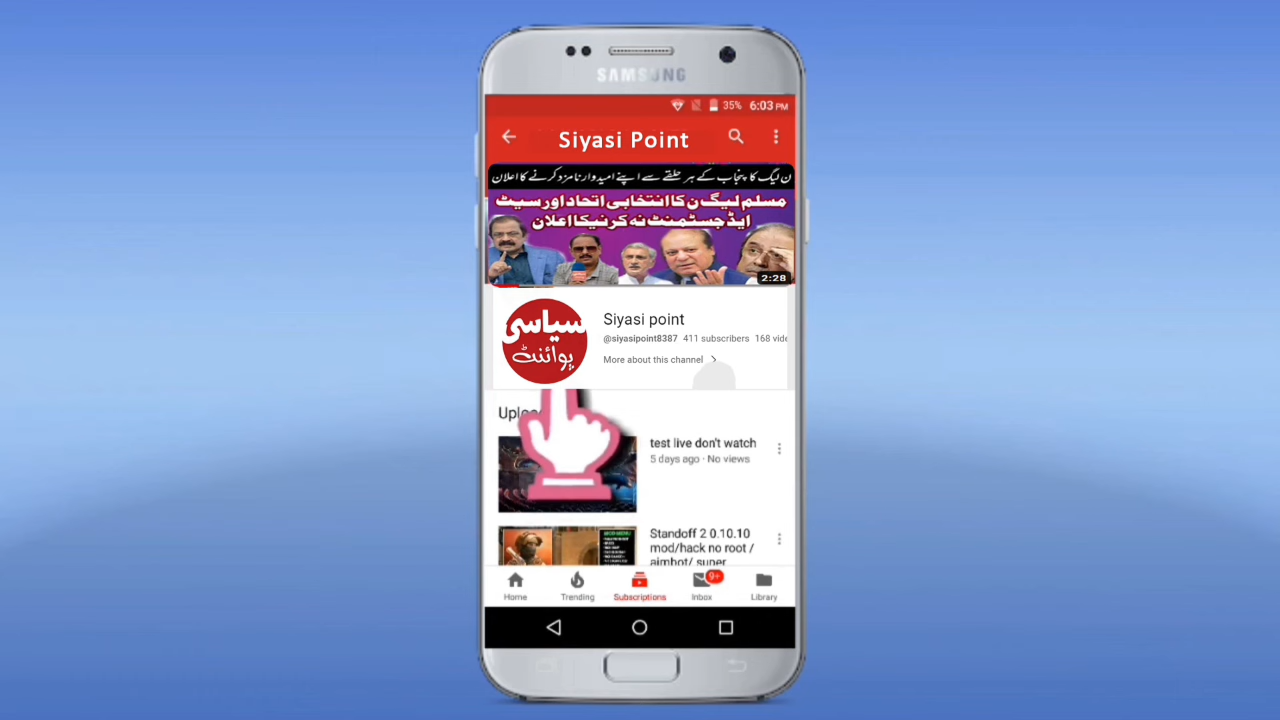 SAMSUNG
35% 6:03 PM
Siyasi Point
ن لیگ کا پنجاب کے ہر حلقے سے اپنے امیدوار نامزد کرنے کا اعلان
مسلم لیگ ن کا انتخابی اتحاد اور سیٹ
ایڈجسٹمنٹ نہ کرنیکا اعلان
2:28
سیاسی
پوائنٹ
Siyasi point
@siyasipoint8387 411 subscribers 168 vide
More about this channel
test live don't watch
5 days ago · No views
Standoff 2 0.10.10
mod/hack no root /
aimbot/ super
Home
Trending
Subscriptions
9+
Inbox
Library